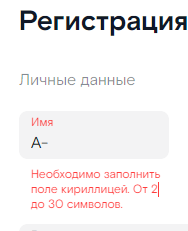 Регистрация
Личные данные
Имя
А-
Необходимо заполнить
поле кириллицей. От 2
до 30 символов.